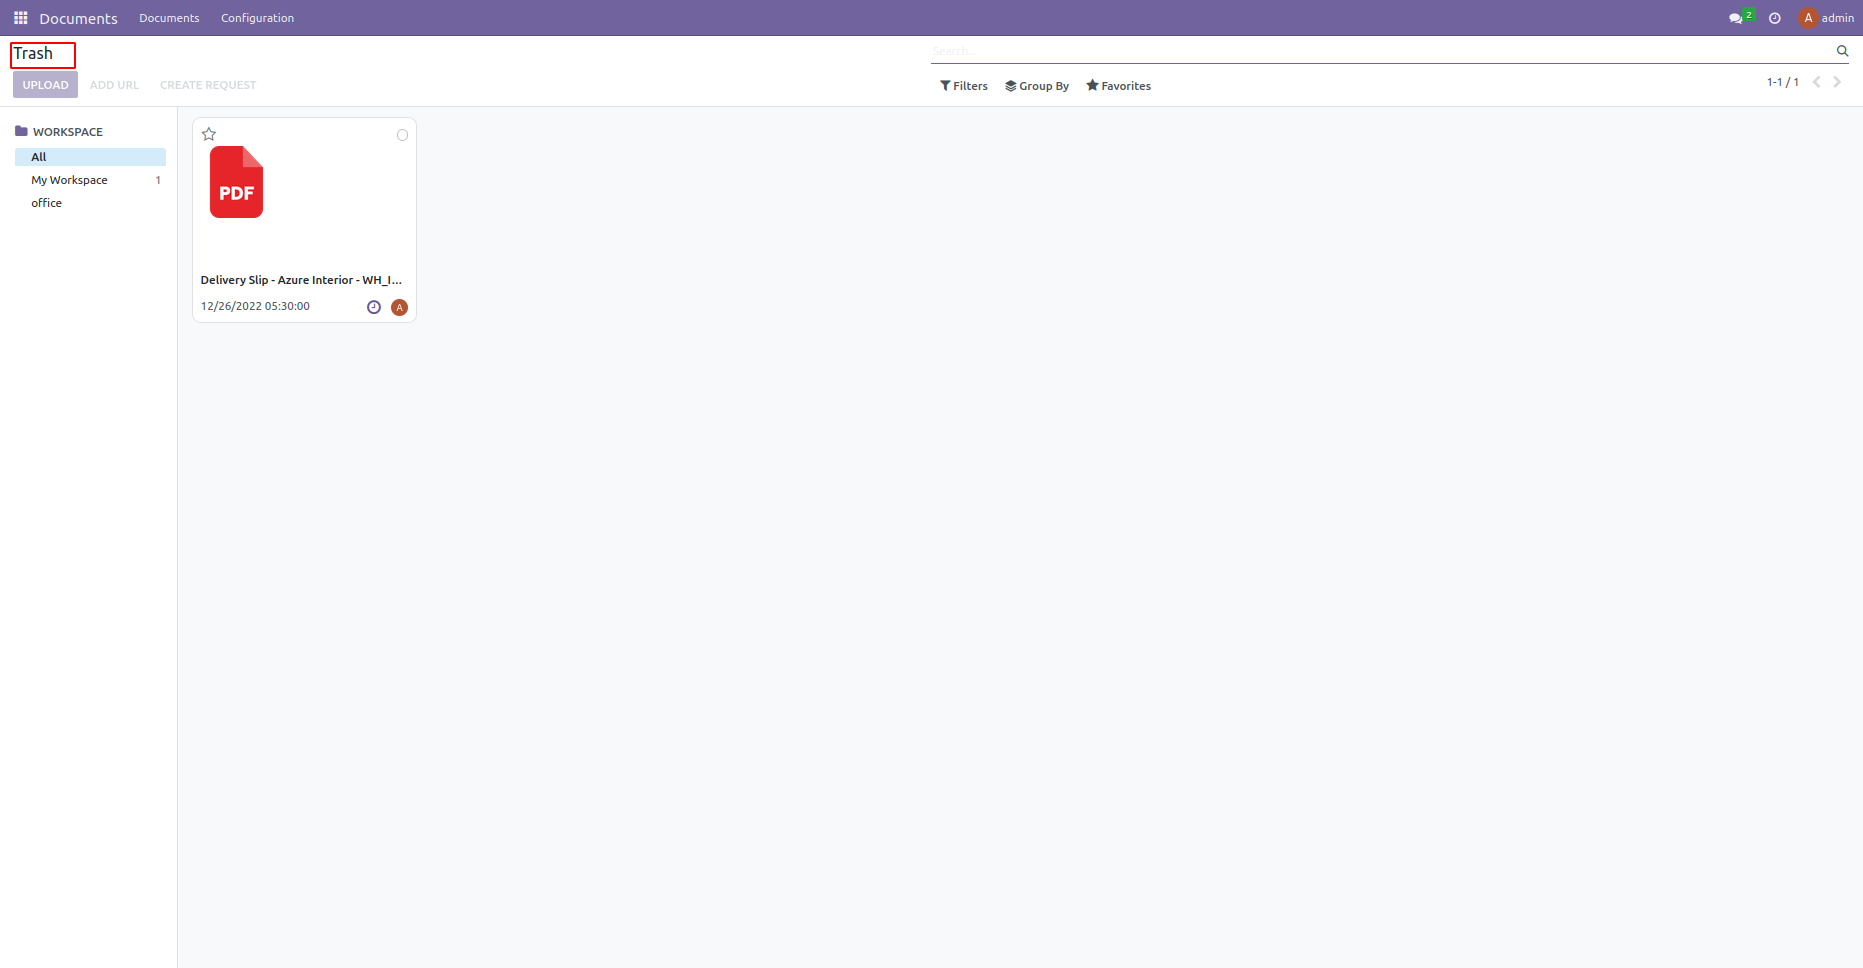 Documents Documents Configuration 2 A admin
Trash
Search...
UPLOAD ADD URL CREATE REQUEST
Filters Group By Favorites 1-1 / 1
WORKSPACE
All
My Workspace 1
office
PDF
Delivery Slip - Azure Interior - WH_I...
12/26/2022 05:30:00 A